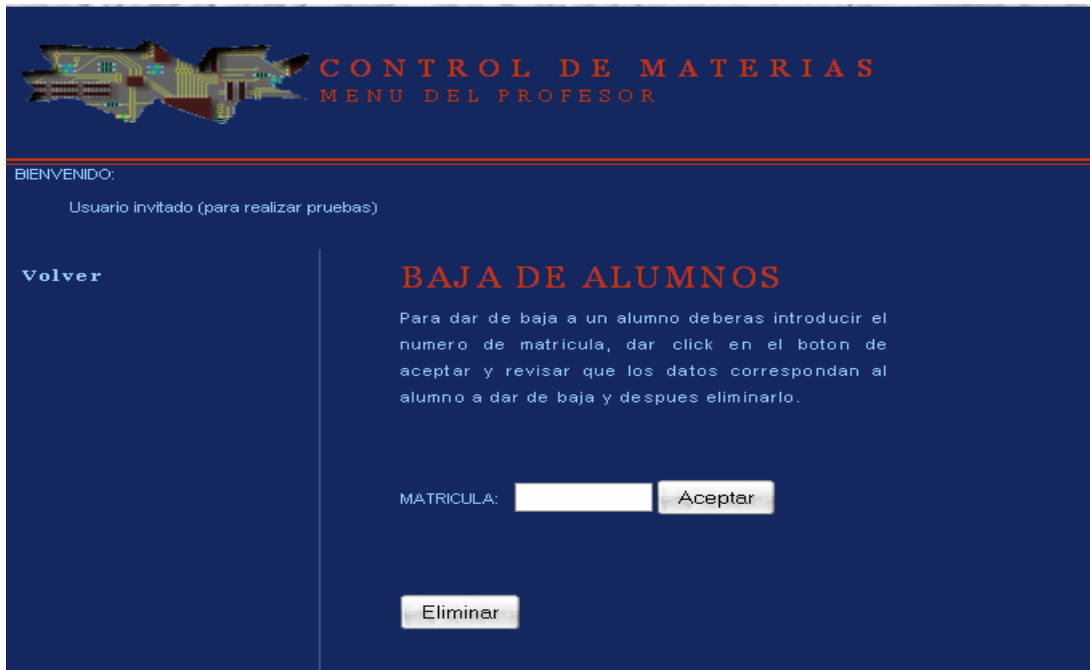 CONTROL DE MATERIAS
MENU DEL PROFESOR
BIENVENIDO:
Usuario invitado (para realizar pruebas)
Volver
BAJA DE ALUMNOS
Para dar de baja a un alumno deberas introducir el
numero de matricula, dar click en el boton de
aceptar y revisar que los datos correspondan al
alumno a dar de baja y despues eliminarlo.
MATRICULA: Aceptar
Eliminar